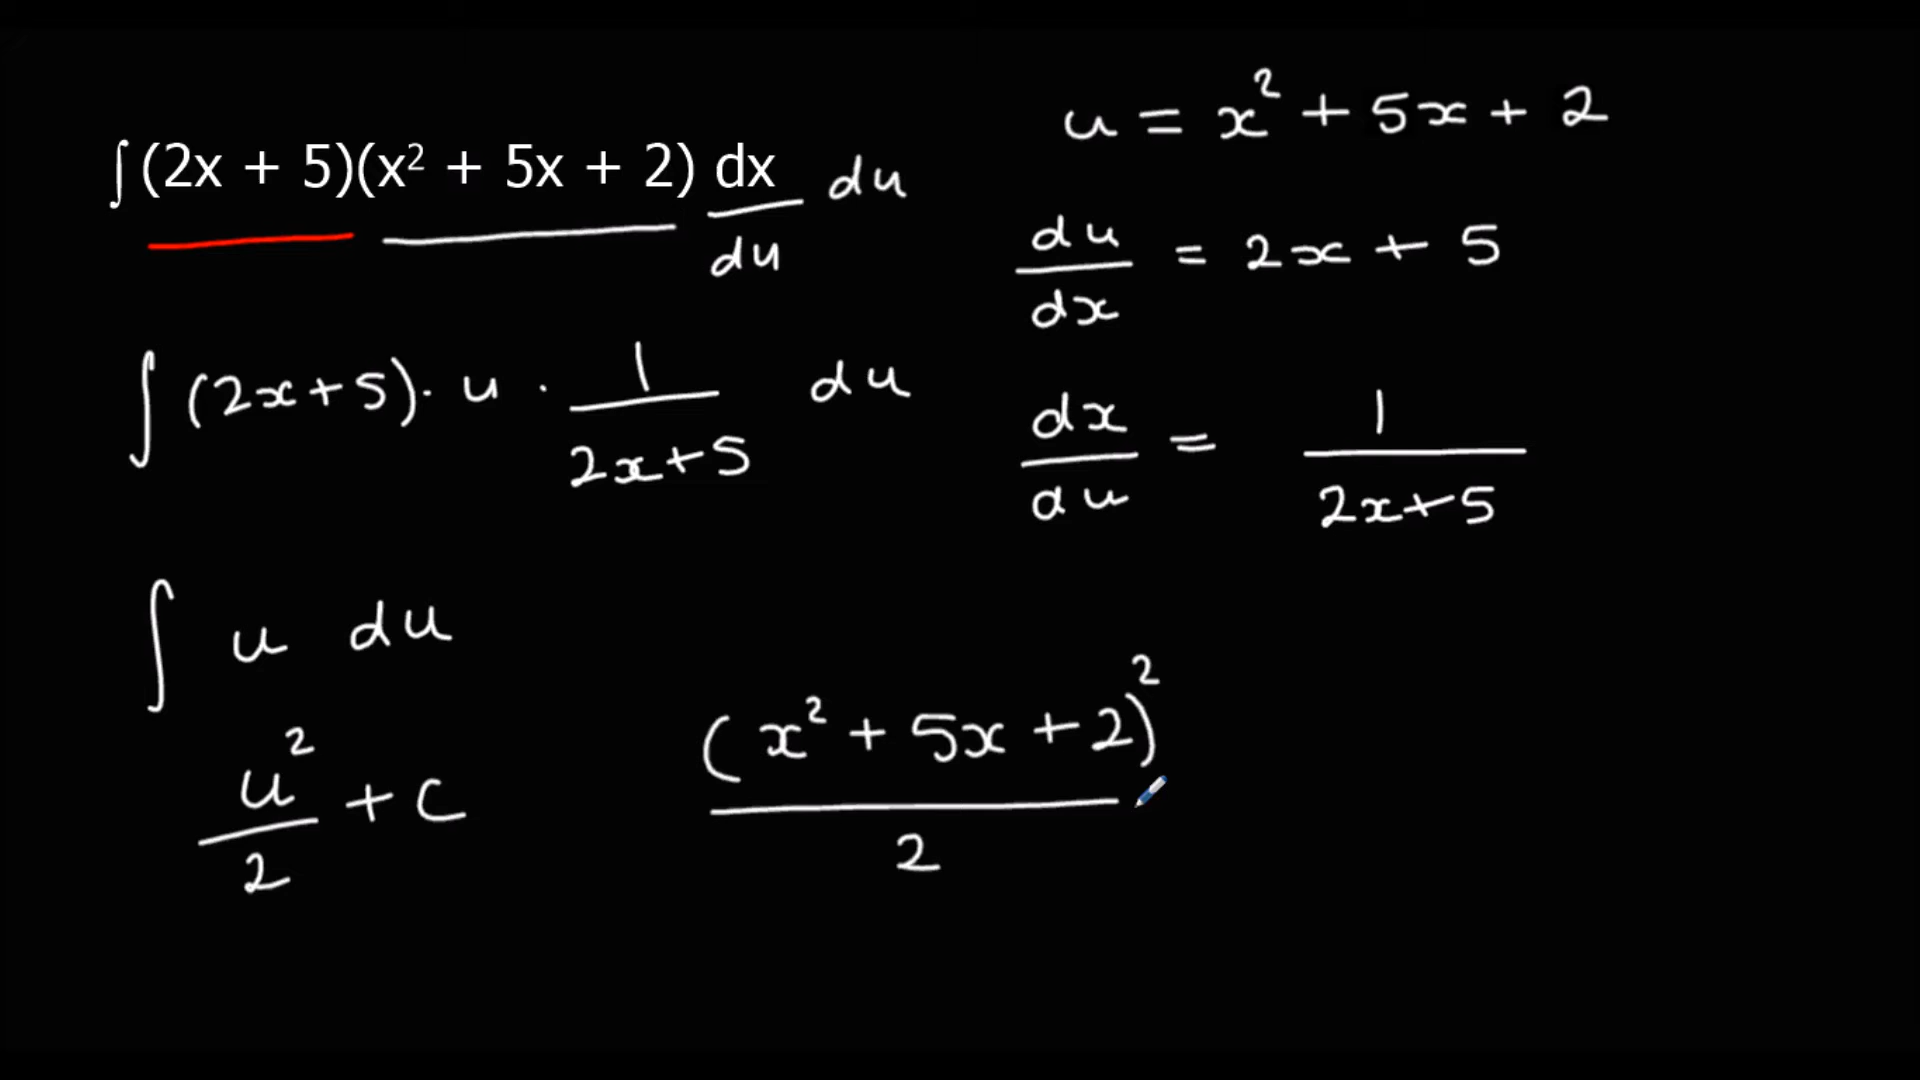 ∫(2x + 5)(x² + 5x + 2) dx/du du
∫ (2x+5) · u · 1/(2x+5) du
∫ u du
u²/2 + c
u = x² + 5x + 2
du/dx = 2x + 5
dx/du = 1/(2x+5)
(x² + 5x + 2)²/2